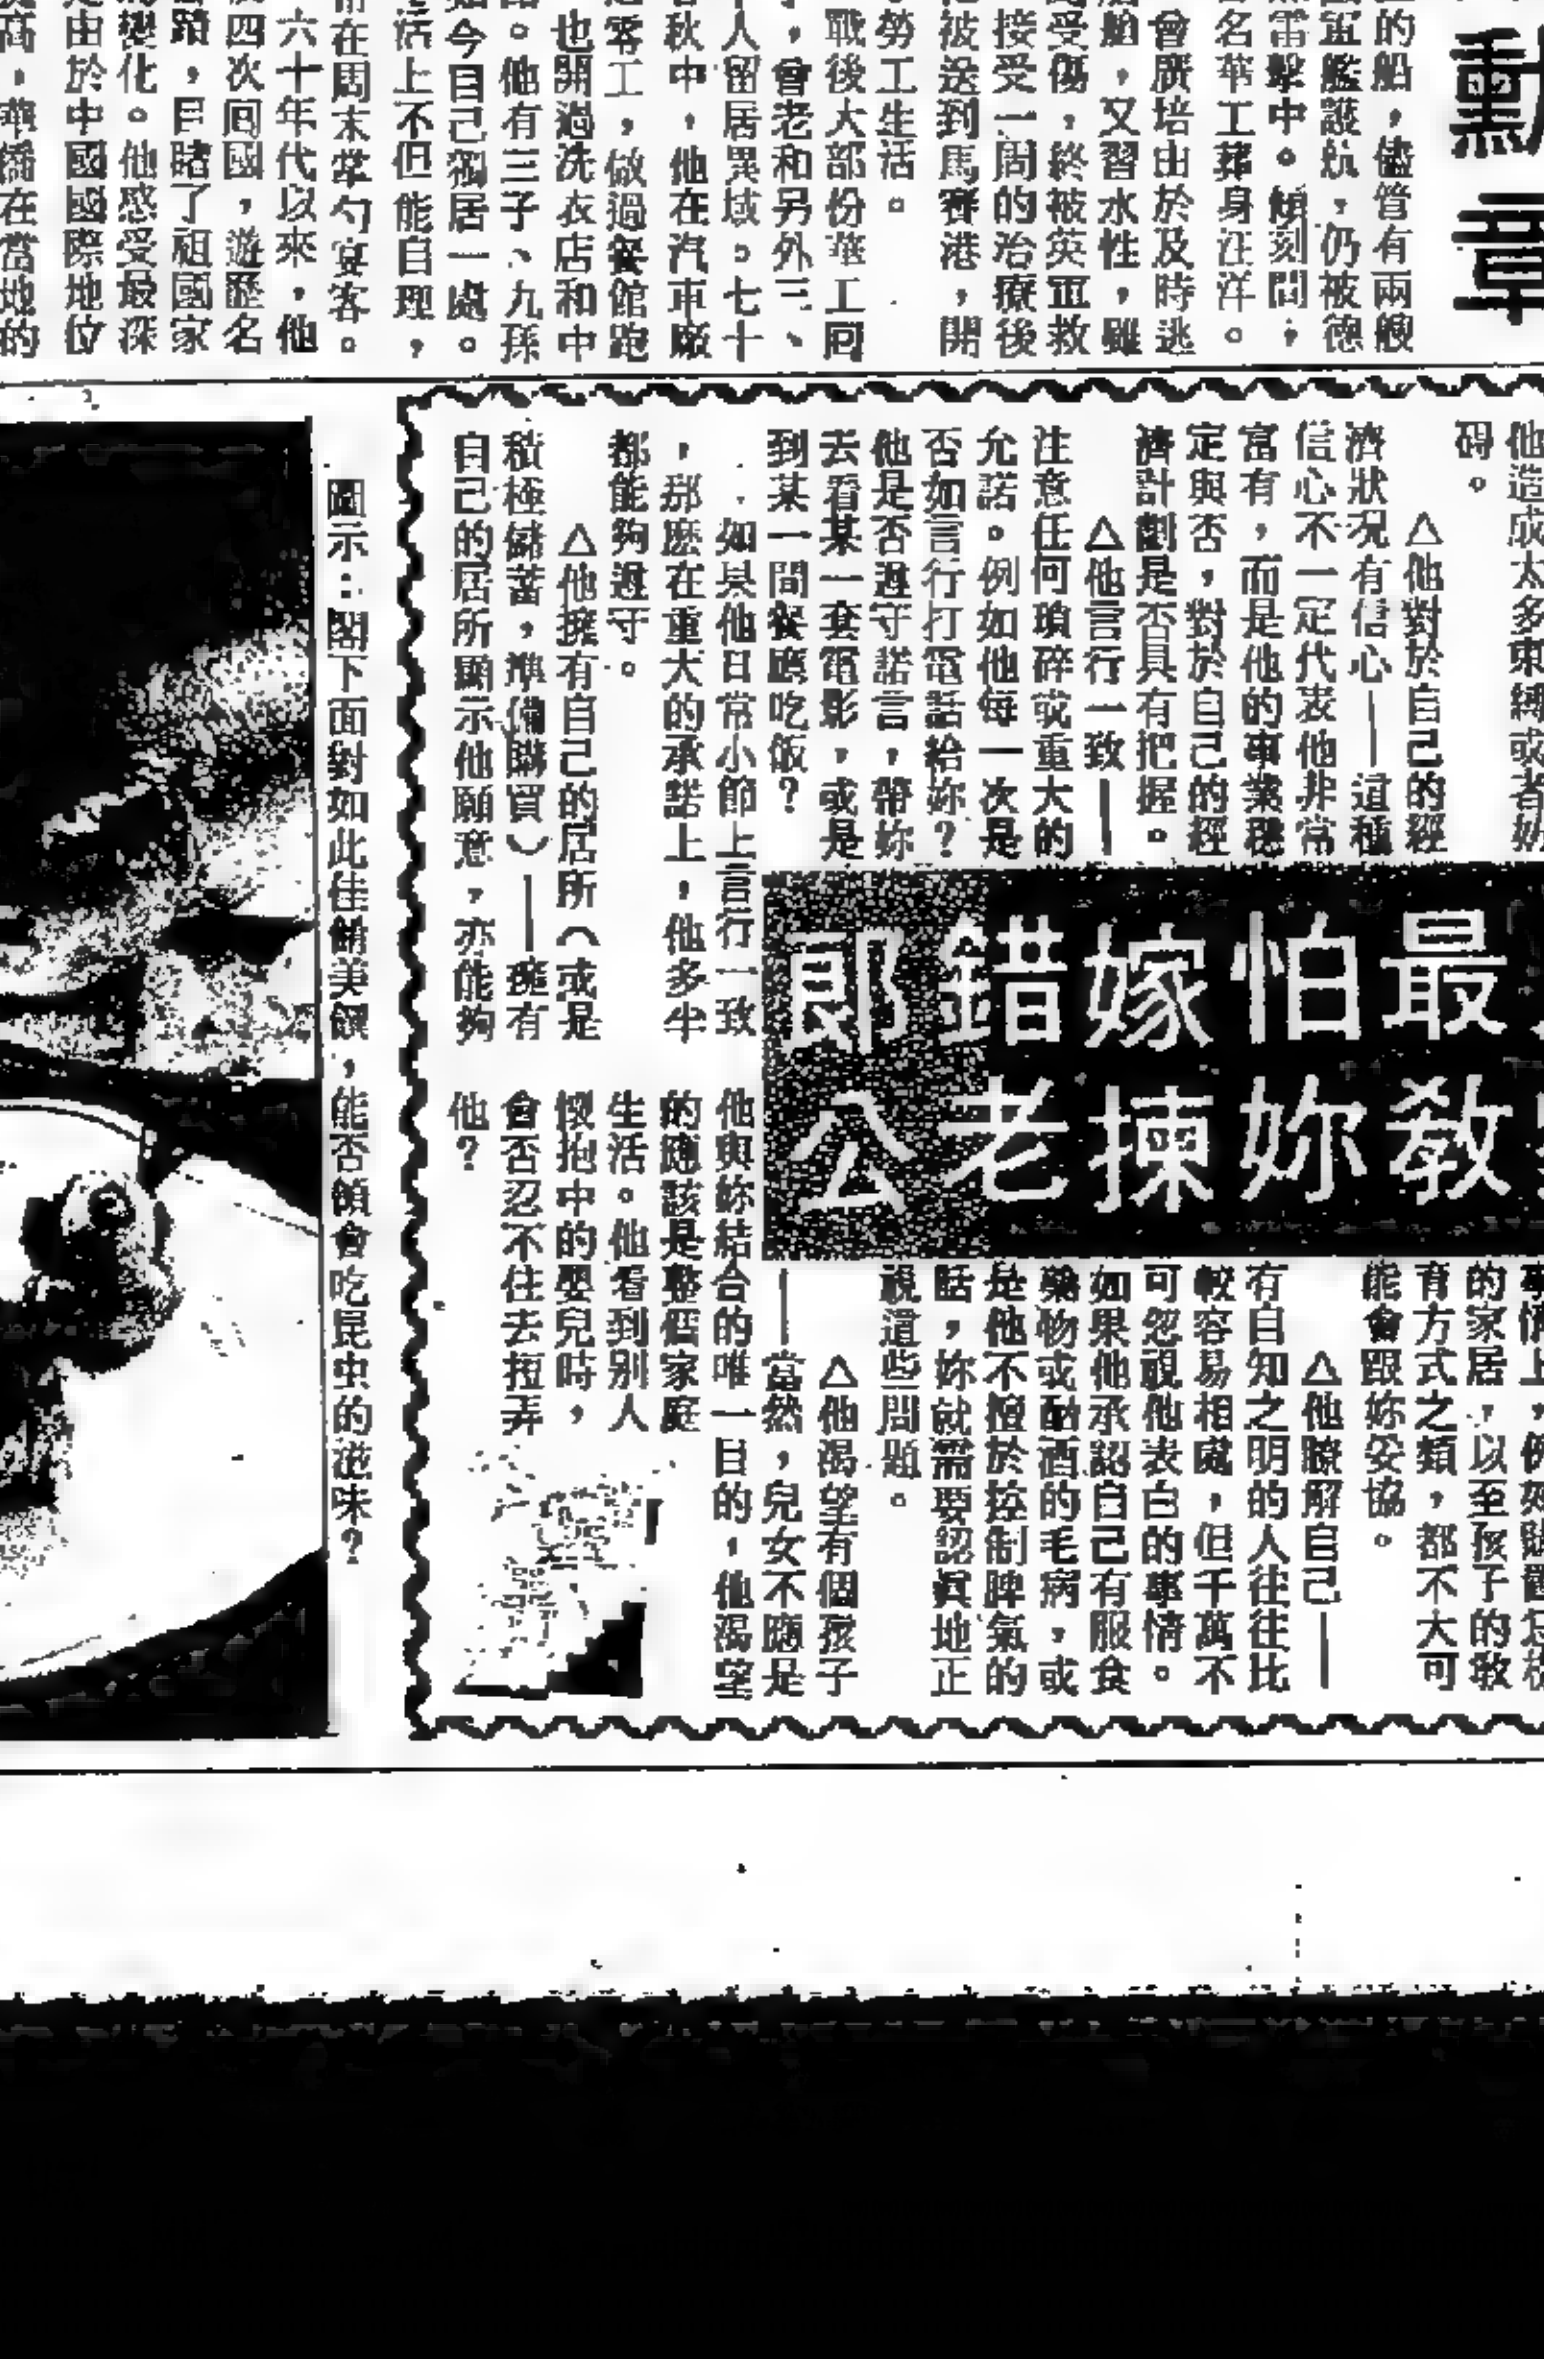 勳章
的船，儘管有兩艘
軍艦護航，仍被德
雷擊中。傾刻間，
名華工葬身汪洋。
曾廣培由於及時逃
艙，又習水性，雖
受傷，終被英軍救
接受一周的治療後
被送到馬賽港，開
勞工生活。
戰後大部份華工回
，曾老和另外三、
人留居異域。七十
秋中，他在汽車廠
零工，做過餐館跑
也開過洗衣店和中
。他有三子、九孫
如今自己獨居一處。
活上不但能自理，
在周末掌勺宴客。
六十年代以來，他
四次回國，遊歷名
蹟，目睹了祖國家
變化。他感受最深
由於中國國際地位
高，華僑在當地的
他造成太多束縛或者妨
碍。
△他對於自己的經
濟狀況有信心——這種
信心不一定代表他非常
富有，而是他的事業穩
定與否，對於自己的經
濟計劃是否具有把握。
△他言行一致——
注意任何瑣碎或重大的
允諾。例如他每一次是
否如言行打電話給妳？
他是否遵守諾言，帶妳
去看某一套電影，或是
到某一間餐廳吃飯？
如果他日常小節上言行一致
，那麼在重大的承諾上，他多半
都能夠遵守。
△他擁有自己的居所（或是
積極儲蓄，準備購買）——擁有
自己的居所顯示他願意，亦能夠
最怕嫁錯郎
教妳揀老公
的家居，以至孩子的教
育方式之類，都不大可
能會跟妳妥協。
△他瞭解自己——
有自知之明的人往往比
較容易相處，但千萬不
可忽視他表白的事情。
如果他承認自己有服食
藥物或酗酒的毛病，或
是他不擅於控制脾氣的
話，妳就需要認眞地正
視這些問題。
△他渴望有個孩子
——當然，兒女不應是
他與妳結合的唯一目的，他渴望
的應該是整個家庭
生活。他看到别人
懷抱中的嬰兒時，
會否忍不住去拉弄
他？
圖示：閣下面對如此佳餚美饌，能否領會吃昆虫的滋味？